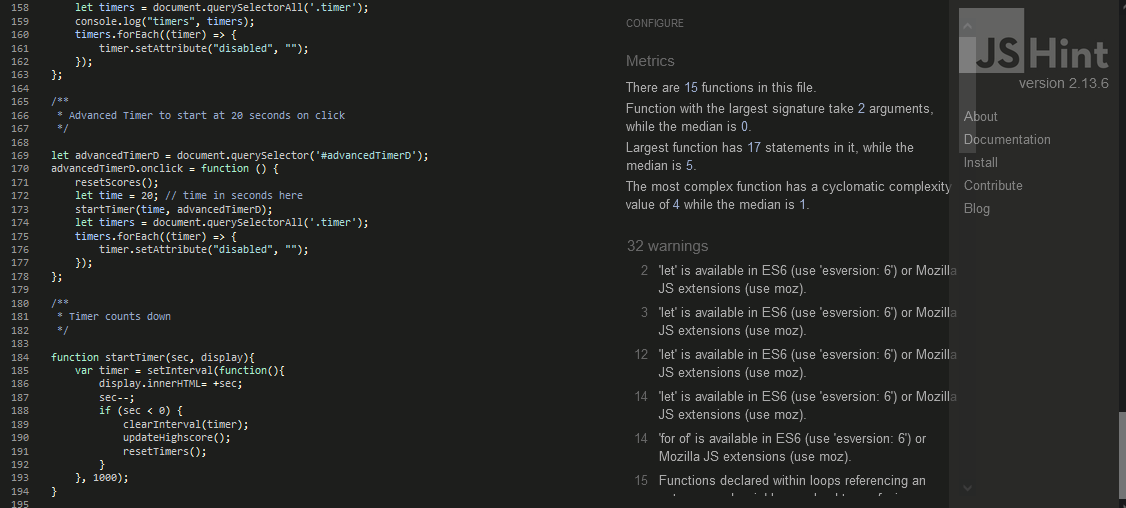 158 let timers = document.querySelectorAll('.timer');
159 console.log("timers", timers);
160 timers.forEach((timer) => {
161 timer.setAttribute("disabled", "");
162 });
163 };
164
165 /**
166 * Advanced Timer to start at 20 seconds on click
167 */
168
169 let advancedTimerD = document.querySelector('#advancedTimerD');
170 advancedTimerD.onclick = function () {
171 resetScores();
172 let time = 20; // time in seconds here
173 startTimer(time, advancedTimerD);
174 let timers = document.querySelectorAll('.timer');
175 timers.forEach((timer) => {
176 timer.setAttribute("disabled", "");
177 });
178 };
179
180 /**
181 * Timer counts down
182 */
183
184 function startTimer(sec, display){
185 var timer = setInterval(function(){
186 display.innerHTML= +sec;
187 sec--;
188 if (sec < 0) {
189 clearInterval(timer);
190 updateHighscore();
191 resetTimers();
192 }
193 }, 1000);
194 }
195
CONFIGURE
Metrics
There are 15 functions in this file.
Function with the largest signature take 2 arguments,
while the median is 0.
Largest function has 17 statements in it, while the
median is 5.
The most complex function has a cyclomatic complexity
value of 4 while the median is 1.
32 warnings
2 'let' is available in ES6 (use 'esversion: 6') or Mozilla
JS extensions (use moz).
3 'let' is available in ES6 (use 'esversion: 6') or Mozilla
JS extensions (use moz).
12 'let' is available in ES6 (use 'esversion: 6') or Mozilla
JS extensions (use moz).
14 'let' is available in ES6 (use 'esversion: 6') or Mozilla
JS extensions (use moz).
14 'for of' is available in ES6 (use 'esversion: 6') or
Mozilla JS extensions (use moz).
15 Functions declared within loops referencing an
JSHint
version 2.13.6
About
Documentation
Install
Contribute
Blog